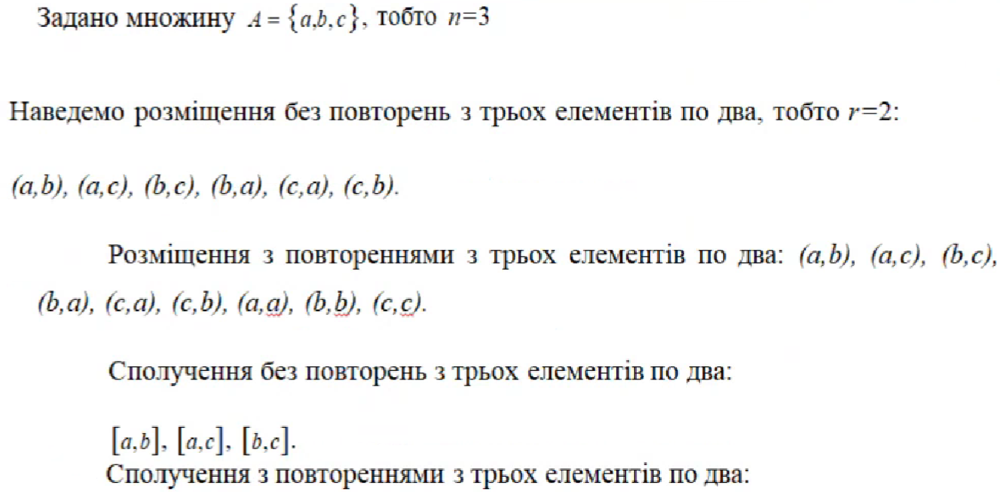 Задано множину A = {a,b,c}, тобто n=3
Наведемо розміщення без повторень з трьох елементів по два, тобто r=2:
(a,b), (a,c), (b,c), (b,a), (c,a), (c,b).
Розміщення з повтореннями з трьох елементів по два: (a,b), (a,c), (b,c),
(b,a), (c,a), (c,b), (a,a), (b,b), (c,c).
Сполучення без повторень з трьох елементів по два:
[a,b], [a,c], [b,c].
Сполучення з повтореннями з трьох елементів по два: